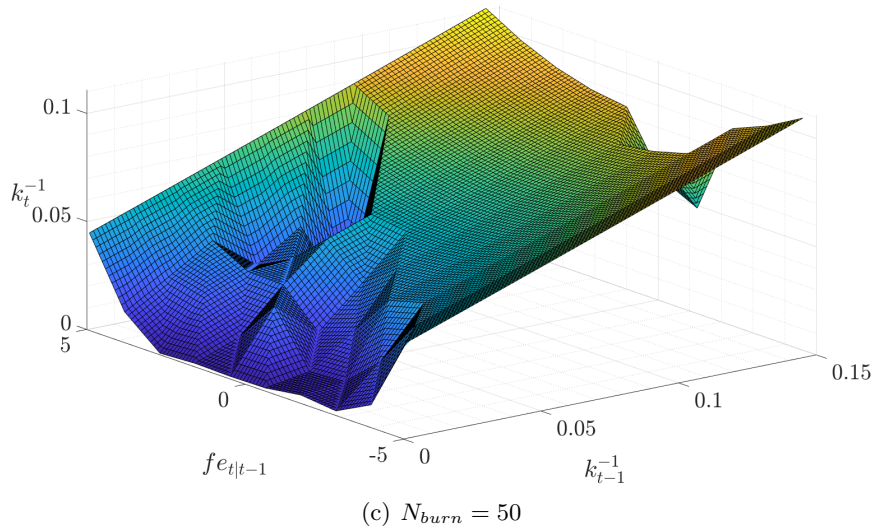 0.1
k_t^{-1}
0.05
0
5
0
-5
fe_{t|t-1}
0
0.05
0.1
0.15
k_{t-1}^{-1}
(c) N_{burn} = 50